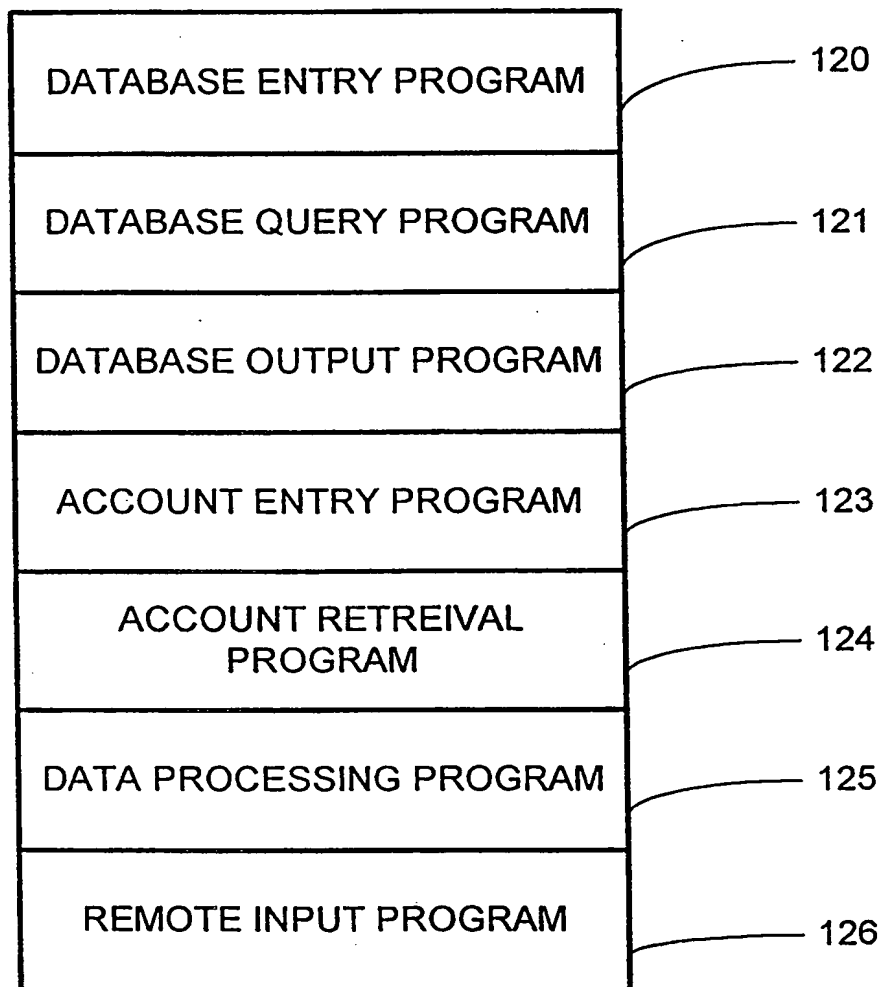 DATABASE ENTRY PROGRAM
120
DATABASE QUERY PROGRAM
121
DATABASE OUTPUT PROGRAM
122
ACCOUNT ENTRY PROGRAM
123
ACCOUNT RETREIVAL
PROGRAM
124
DATA PROCESSING PROGRAM
125
REMOTE INPUT PROGRAM
126